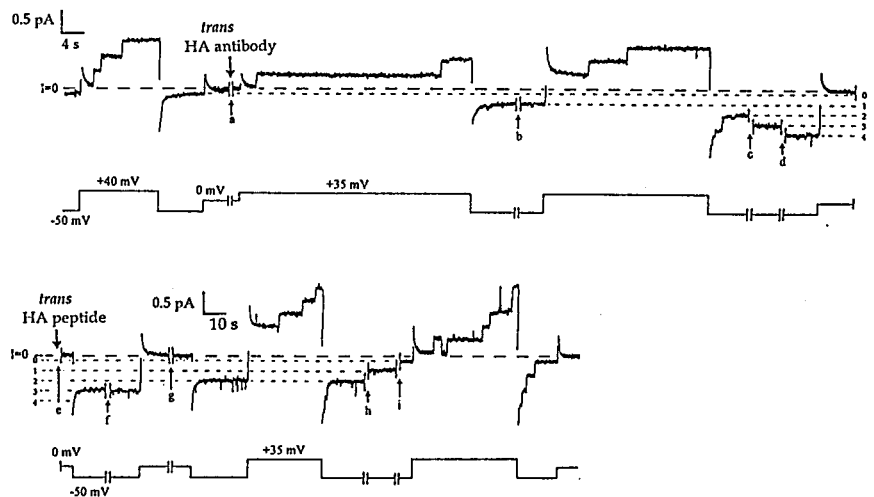 0.5 pA
4 s
trans
HA antibody
I=0
a
b
c
d
0
1
2
3
4
+40 mV
-50 mV
0 mV
+35 mV
trans
HA peptide
0.5 pA
10 s
I=0
0
1
2
3
4
e
f
g
h
i
0 mV
-50 mV
+35 mV